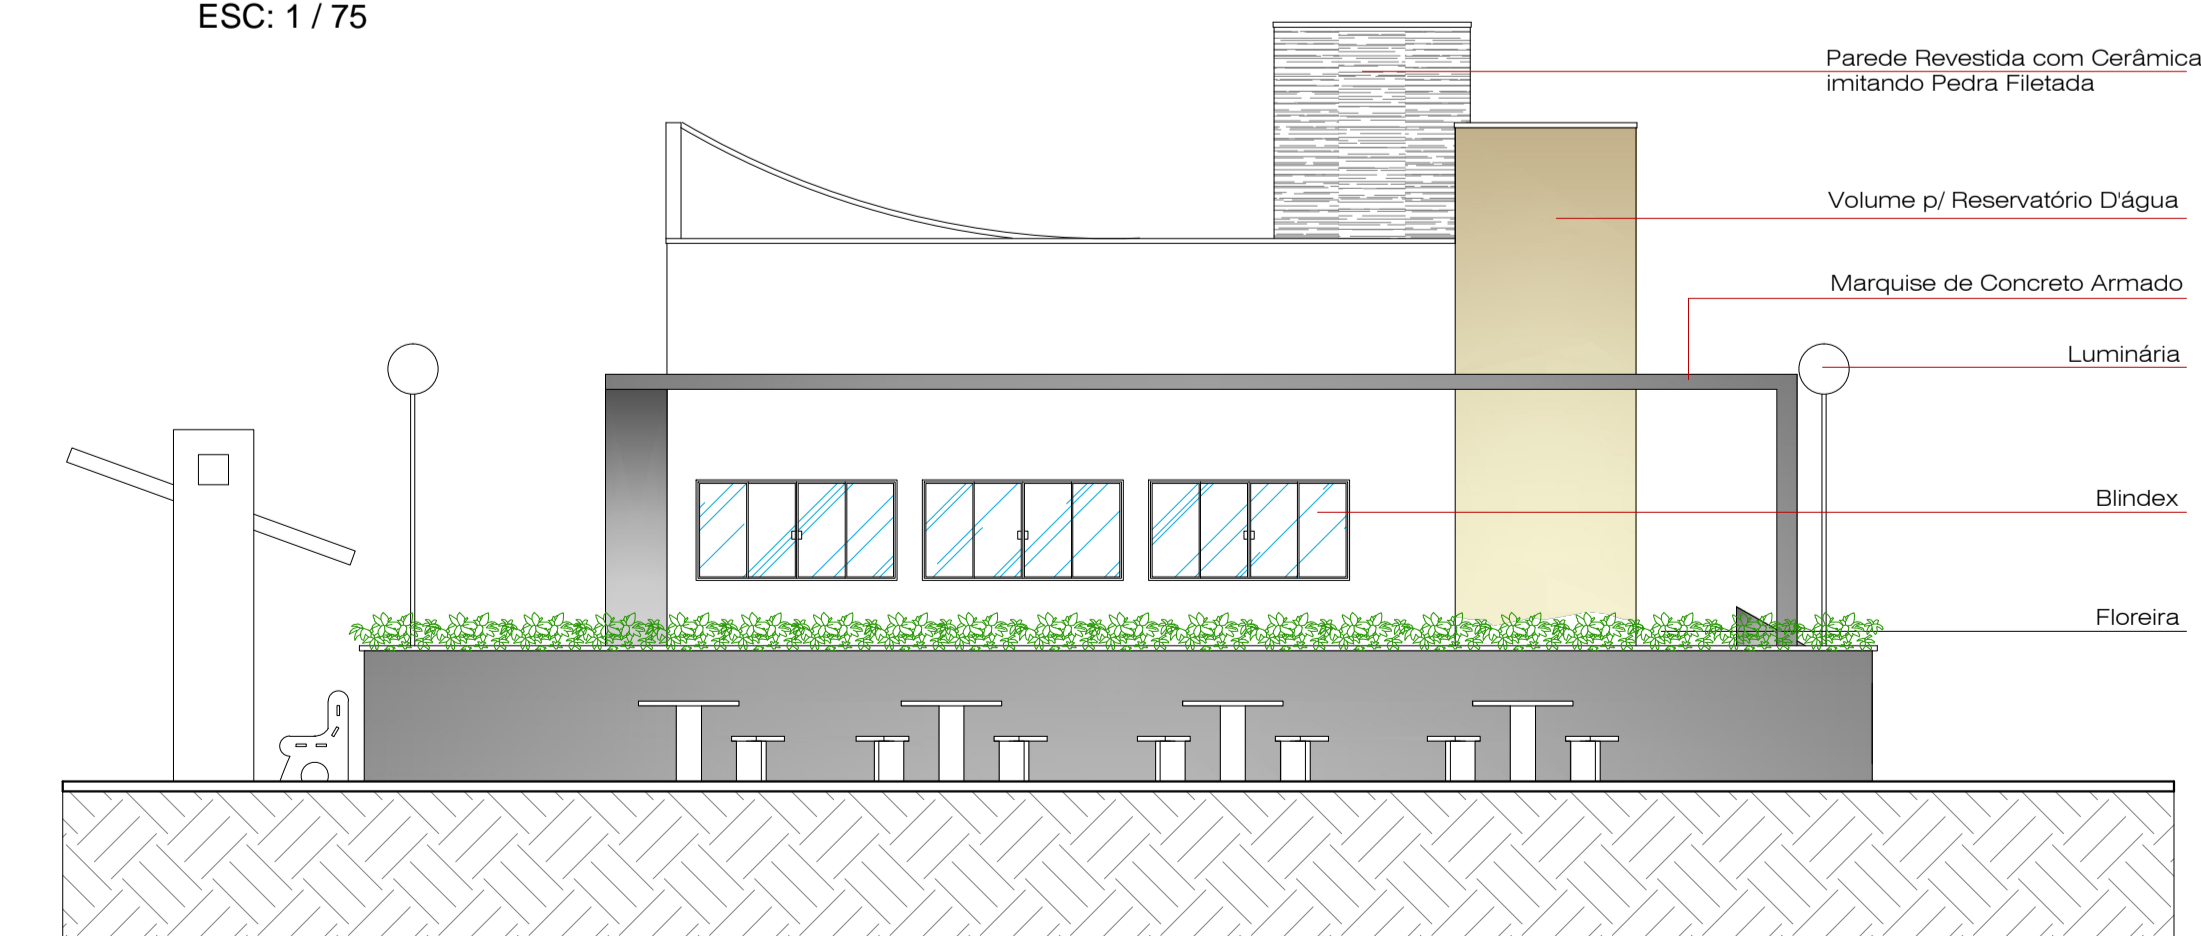 ESC: 1 / 75
Parede Revestida com Cerâmica
imitando Pedra Filetada
Volume p/ Reservatório D'água
Marquise de Concreto Armado
Luminária
Blindex
Floreira